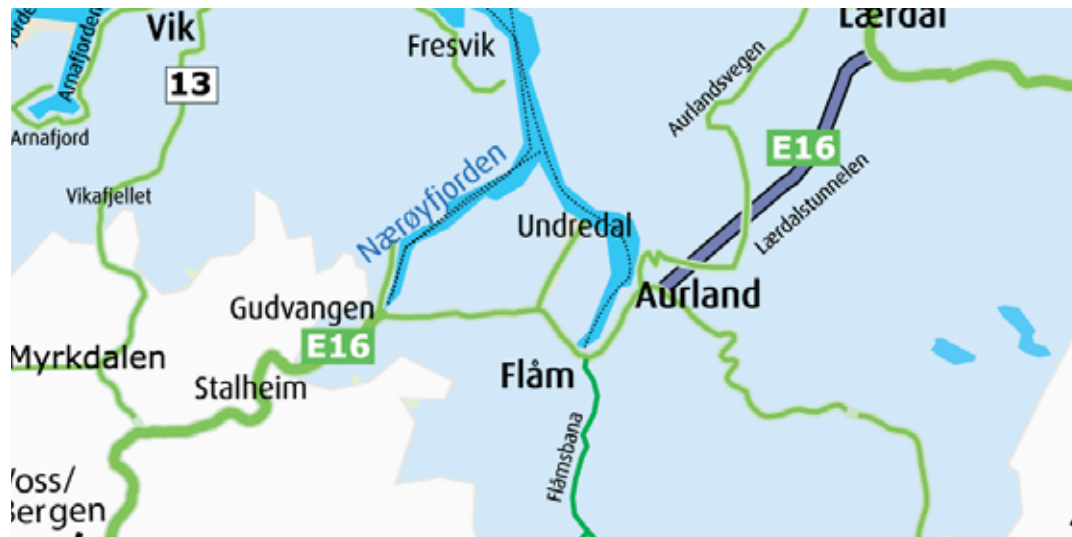 Arnafjorden
Vik
Fresvik
Lærdal
13
Aurlandsvegen
Arnafjord
E16
Vikafjellet
Nærøyfjorden
Lærdalstunnelen
Undredal
Gudvangen
Aurland
E16
Myrkdalen
Flåm
Stalheim
Flåmsbana
Voss/
Bergen